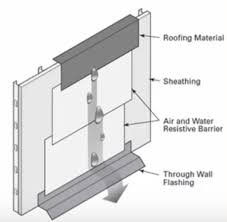 Roofing Material
Sheathing
Air and Water
Resistive Barrier
Through Wall
Flashing